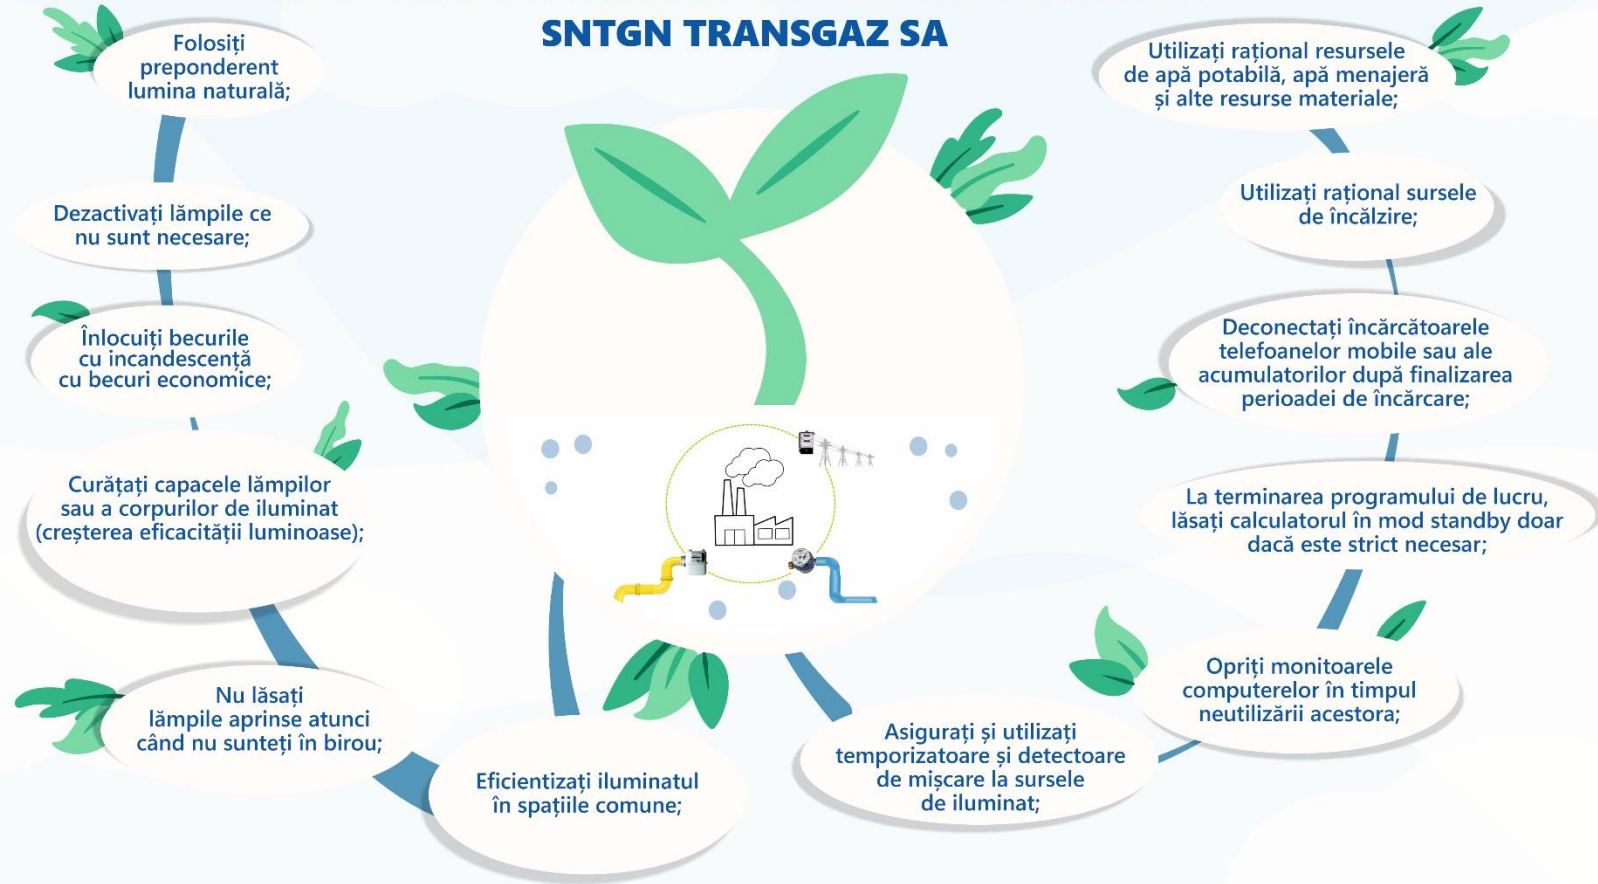 SNTGN TRANSGAZ SA
Folosiți
preponderent
lumina naturală;
Dezactivați lămpile ce
nu sunt necesare;
Înlocuiți becurile
cu incandescență
cu becuri economice;
Curățați capacele lămpilor
sau a corpurilor de iluminat
(creșterea eficacității luminoase);
Nu lăsați
lămpile aprinse atunci
când nu sunteți în birou;
Eficientizați iluminatul
în spațiile comune;
Asigurați și utilizați
temporizatoare și detectoare
de mișcare la sursele
de iluminat;
Opriți monitoarele
computerelor în timpul
neutilizării acestora;
La terminarea programului de lucru,
lăsați calculatorul în mod standby doar
dacă este strict necesar;
Deconectați încărcătoarele
telefoanelor mobile sau ale
acumulatorilor după finalizarea
perioadei de încărcare;
Utilizați rațional sursele
de încălzire;
Utilizați rațional resursele
de apă potabilă, apă menajeră
și alte resurse materiale;